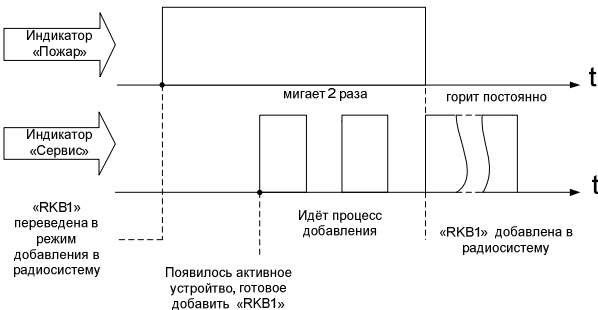 Индикатор
«Пожар»
t
мигает 2 раза
горит постоянно
Индикатор
«Сервис»
t
«RKB1»
переведена в
режим
добавления в
радиосистему
Идёт процесс
добавления
«RKB1» добавлена в
радиосистему
Появилось активное
устройтво, готовое
добавить «RKB1»